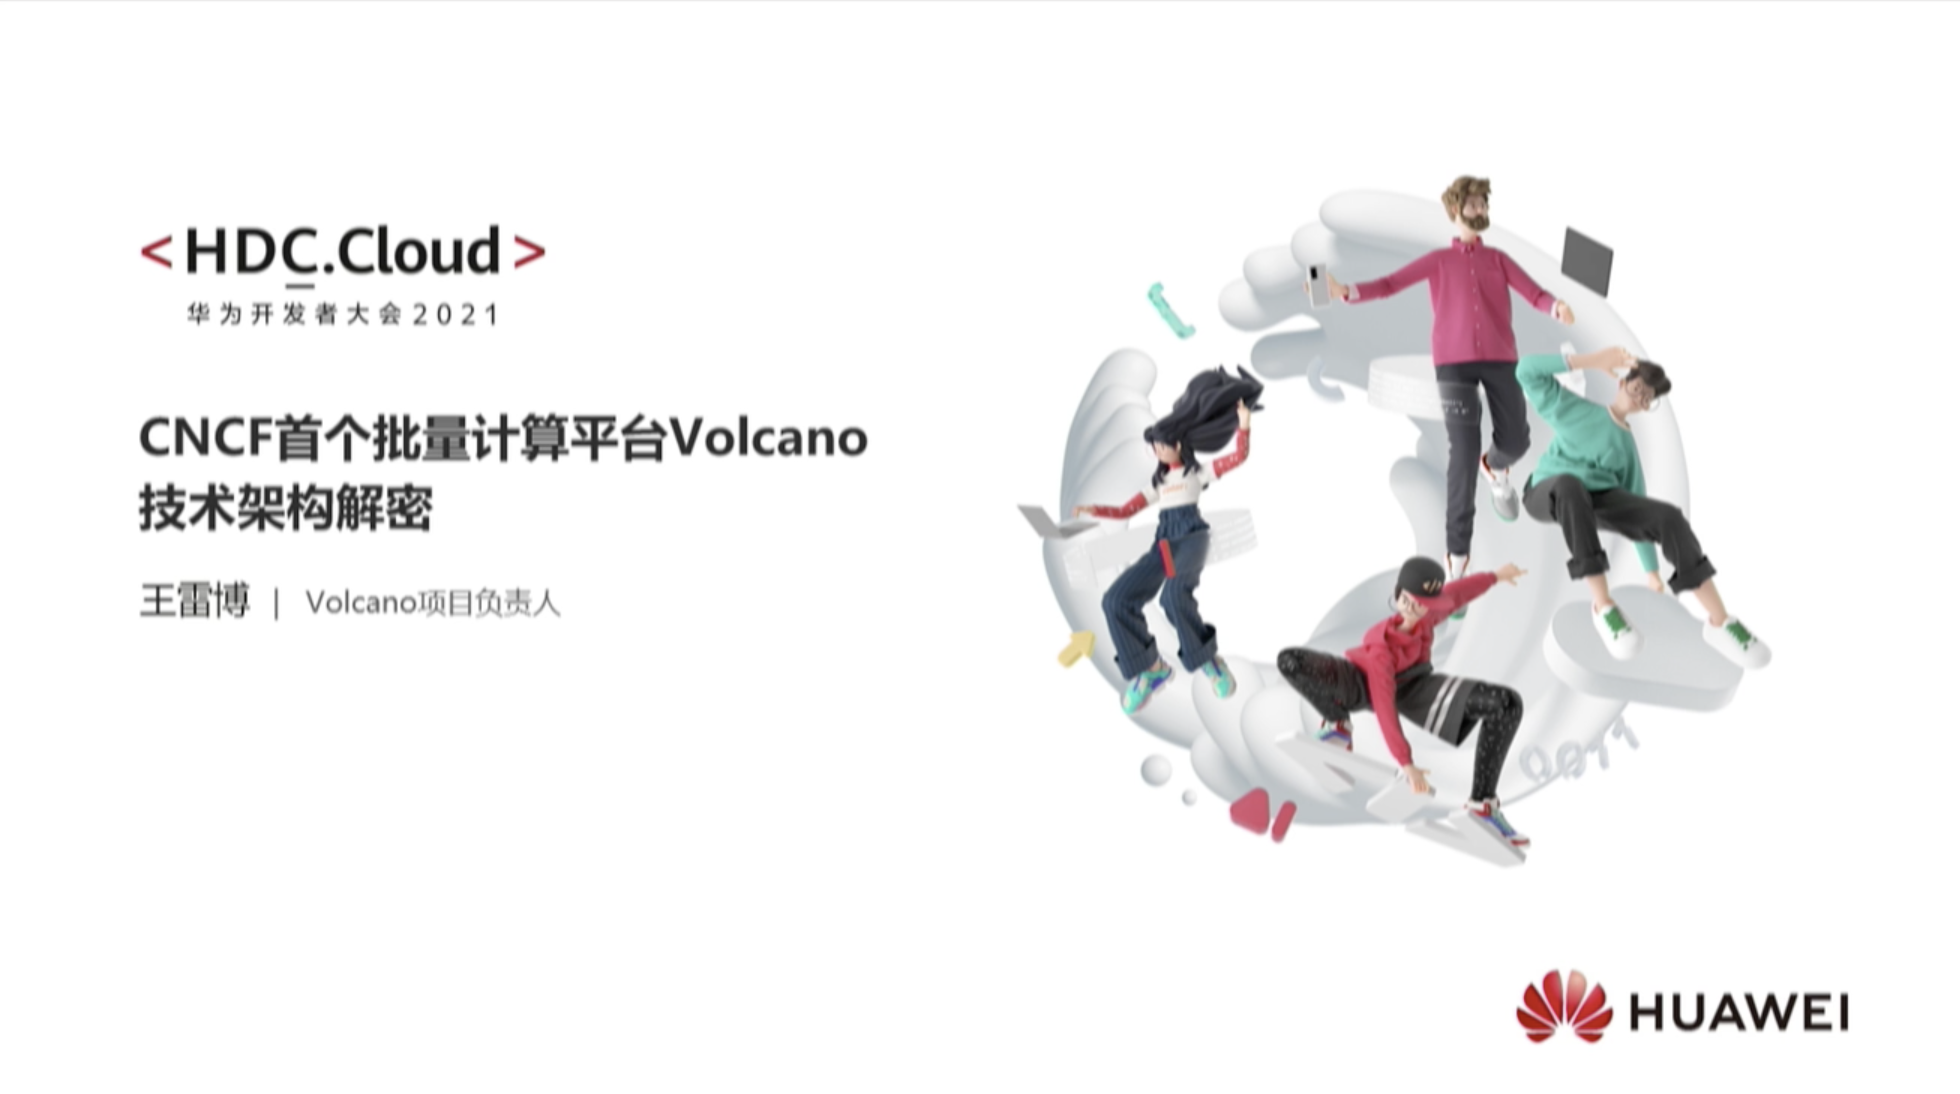 <HDC.Cloud>
华为开发者大会2021
CNCF首个批量计算平台Volcano
技术架构解密
王雷博 | Volcano项目负责人
HUAWEI